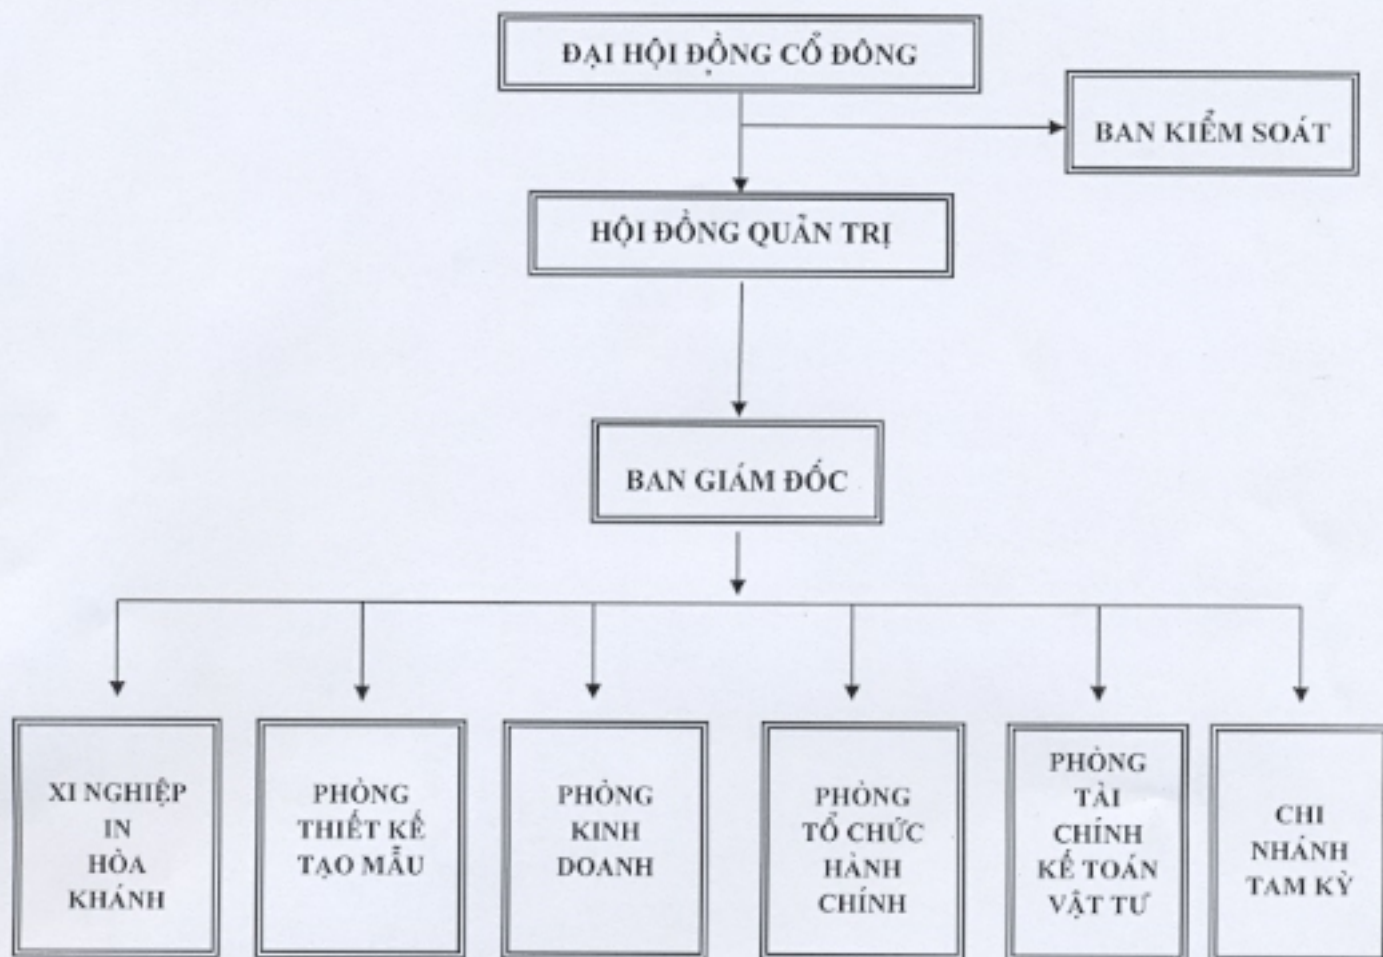 ĐẠI HỘI ĐỒNG CỔ ĐÔNG
BAN KIỂM SOÁT
HỘI ĐỒNG QUẢN TRỊ
BAN GIÁM ĐỐC
XI NGHIỆP
IN
HÒA
KHÁNH
PHÒNG
THIẾT KẾ
TẠO MẪU
PHÒNG
KINH
DOANH
PHÒNG
TỔ CHỨC
HÀNH
CHÍNH
PHÒNG
TÀI
CHÍNH
KẾ TOÁN
VẬT TƯ
CHI
NHÁNH
TAM KỲ